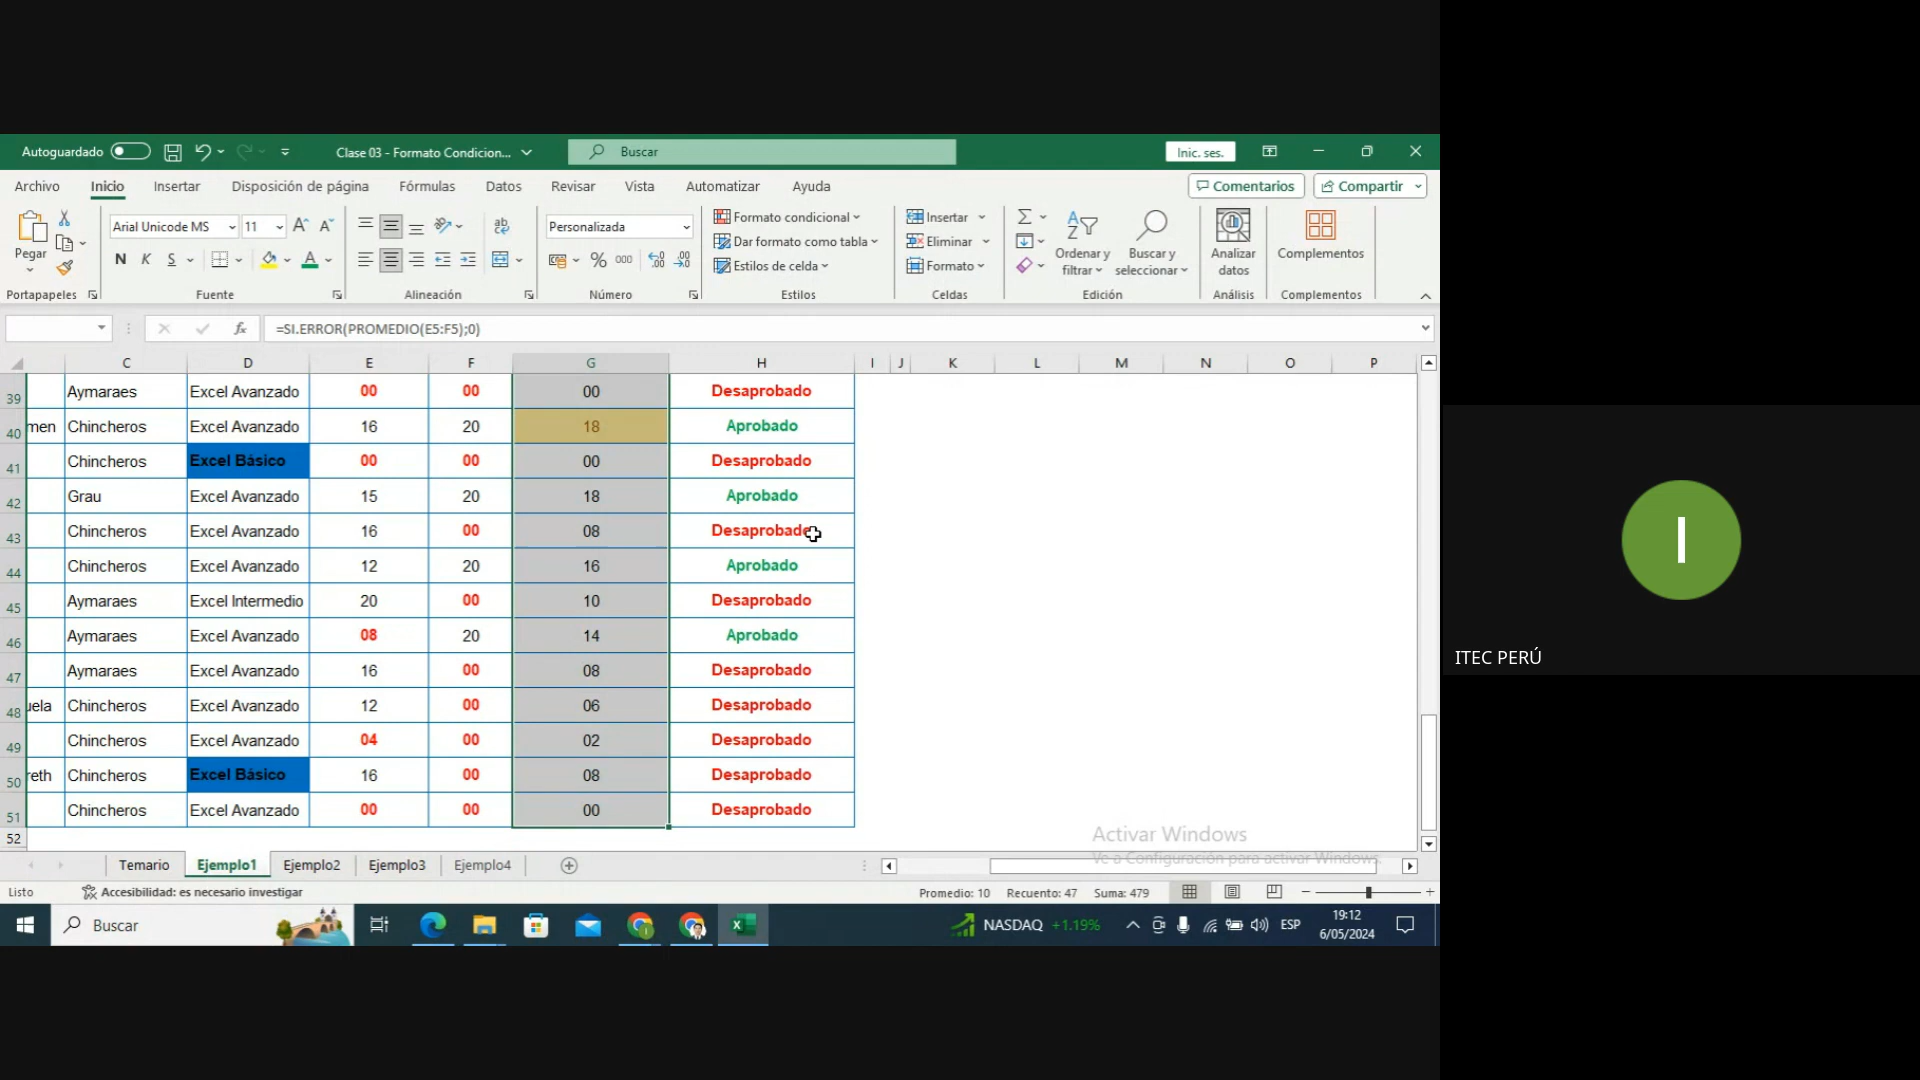 Autoguardado Clase 03 - Formato Condicion... Buscar Inic. ses.
Archivo Inicio Insertar Disposición de página Fórmulas Datos Revisar Vista Automatizar Ayuda Comentarios Compartir
Pegar Arial Unicode MS 11 Personalizada Formato condicional Dar formato como tabla Estilos de celda Insertar Eliminar Formato Ordenar y filtrar Buscar y seleccionar Analizar datos Complementos
N K S % 000
Portapapeles Fuente Alineación Número Estilos Celdas Edición Análisis Complementos
=SI.ERROR(PROMEDIO(E5:F5);0)
C D E F G H I J K L M N O P
39 Aymaraes Excel Avanzado 00 00 00 Desaprobado
40 men Chincheros Excel Avanzado 16 20 18 Aprobado
41 Chincheros Excel Básico 00 00 00 Desaprobado
42 Grau Excel Avanzado 15 20 18 Aprobado
43 Chincheros Excel Avanzado 16 00 08 Desaprobado
44 Chincheros Excel Avanzado 12 20 16 Aprobado
45 Aymaraes Excel Intermedio 20 00 10 Desaprobado
46 Aymaraes Excel Avanzado 08 20 14 Aprobado
47 Aymaraes Excel Avanzado 16 00 08 Desaprobado
48 uela Chincheros Excel Avanzado 12 00 06 Desaprobado
49 Chincheros Excel Avanzado 04 00 02 Desaprobado
50 reth Chincheros Excel Básico 16 00 08 Desaprobado
51 Chincheros Excel Avanzado 00 00 00 Desaprobado
52
Activar Windows
Ve a Configuración para activar Windows.
Temario Ejemplo1 Ejemplo2 Ejemplo3 Ejemplo4
Listo Accesibilidad: es necesario investigar Promedio: 10 Recuento: 47 Suma: 479
Buscar NASDAQ +1.19% ESP 19:12
6/05/2024
I
ITEC PERÚ